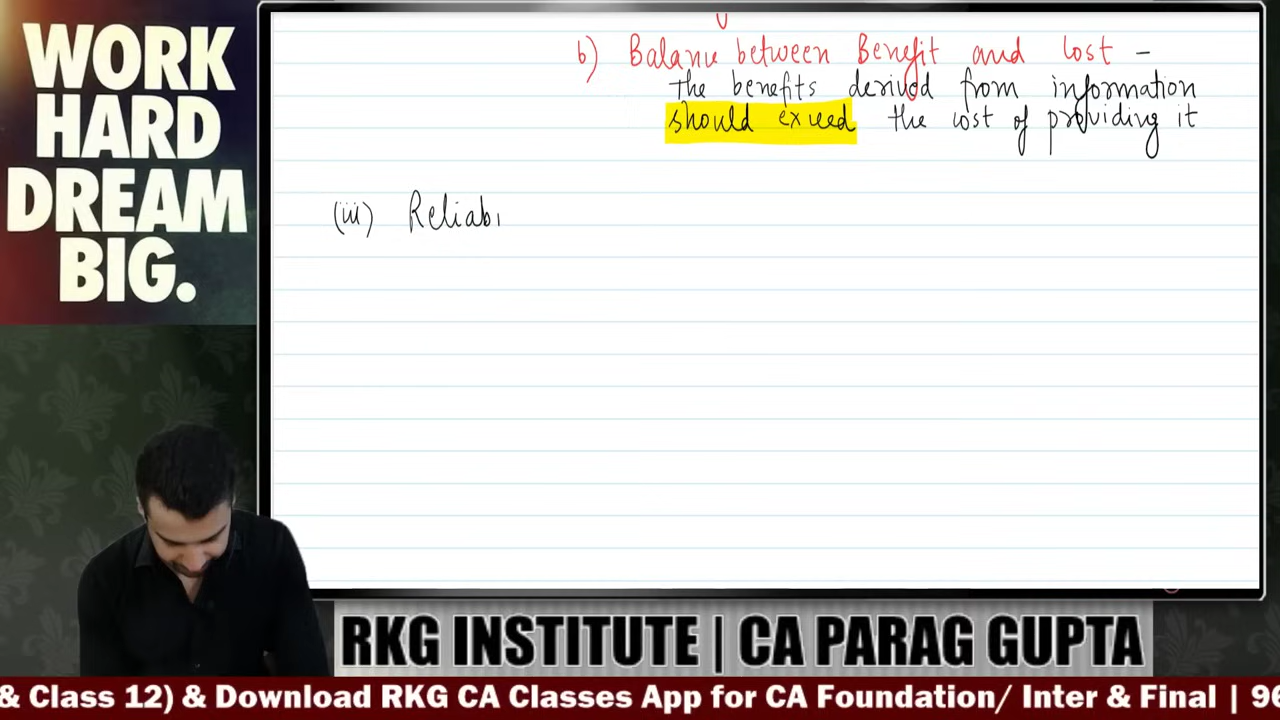 WORK
HARD
DREAM
BIG.
b) Balance between Benefit and Cost –
The benefits derived from information
should exceed the cost of providing it
(iii) Reliabi
RKG INSTITUTE | CA PARAG GUPTA
& Class 12) & Download RKG CA Classes App for CA Foundation/ Inter & Final | 96